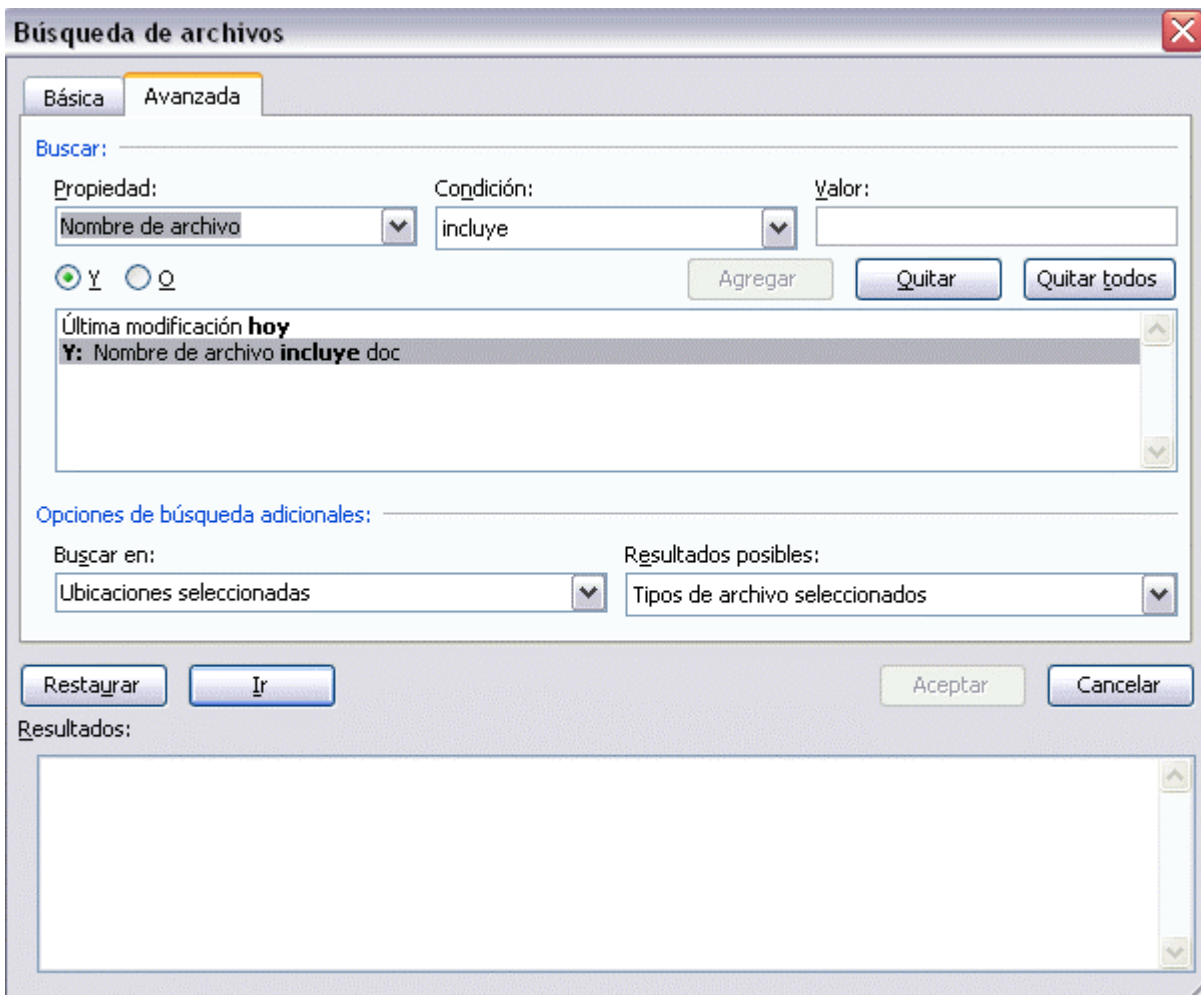 Búsqueda de archivos
Básica Avanzada
Buscar:
Propiedad: Condición: Valor:
Nombre de archivo incluye
Y O Agregar Quitar Quitar todos
Última modificación hoy
Y: Nombre de archivo incluye doc
Opciones de búsqueda adicionales:
Buscar en: Resultados posibles:
Ubicaciones seleccionadas Tipos de archivo seleccionados
Restaurar Ir Aceptar Cancelar
Resultados: